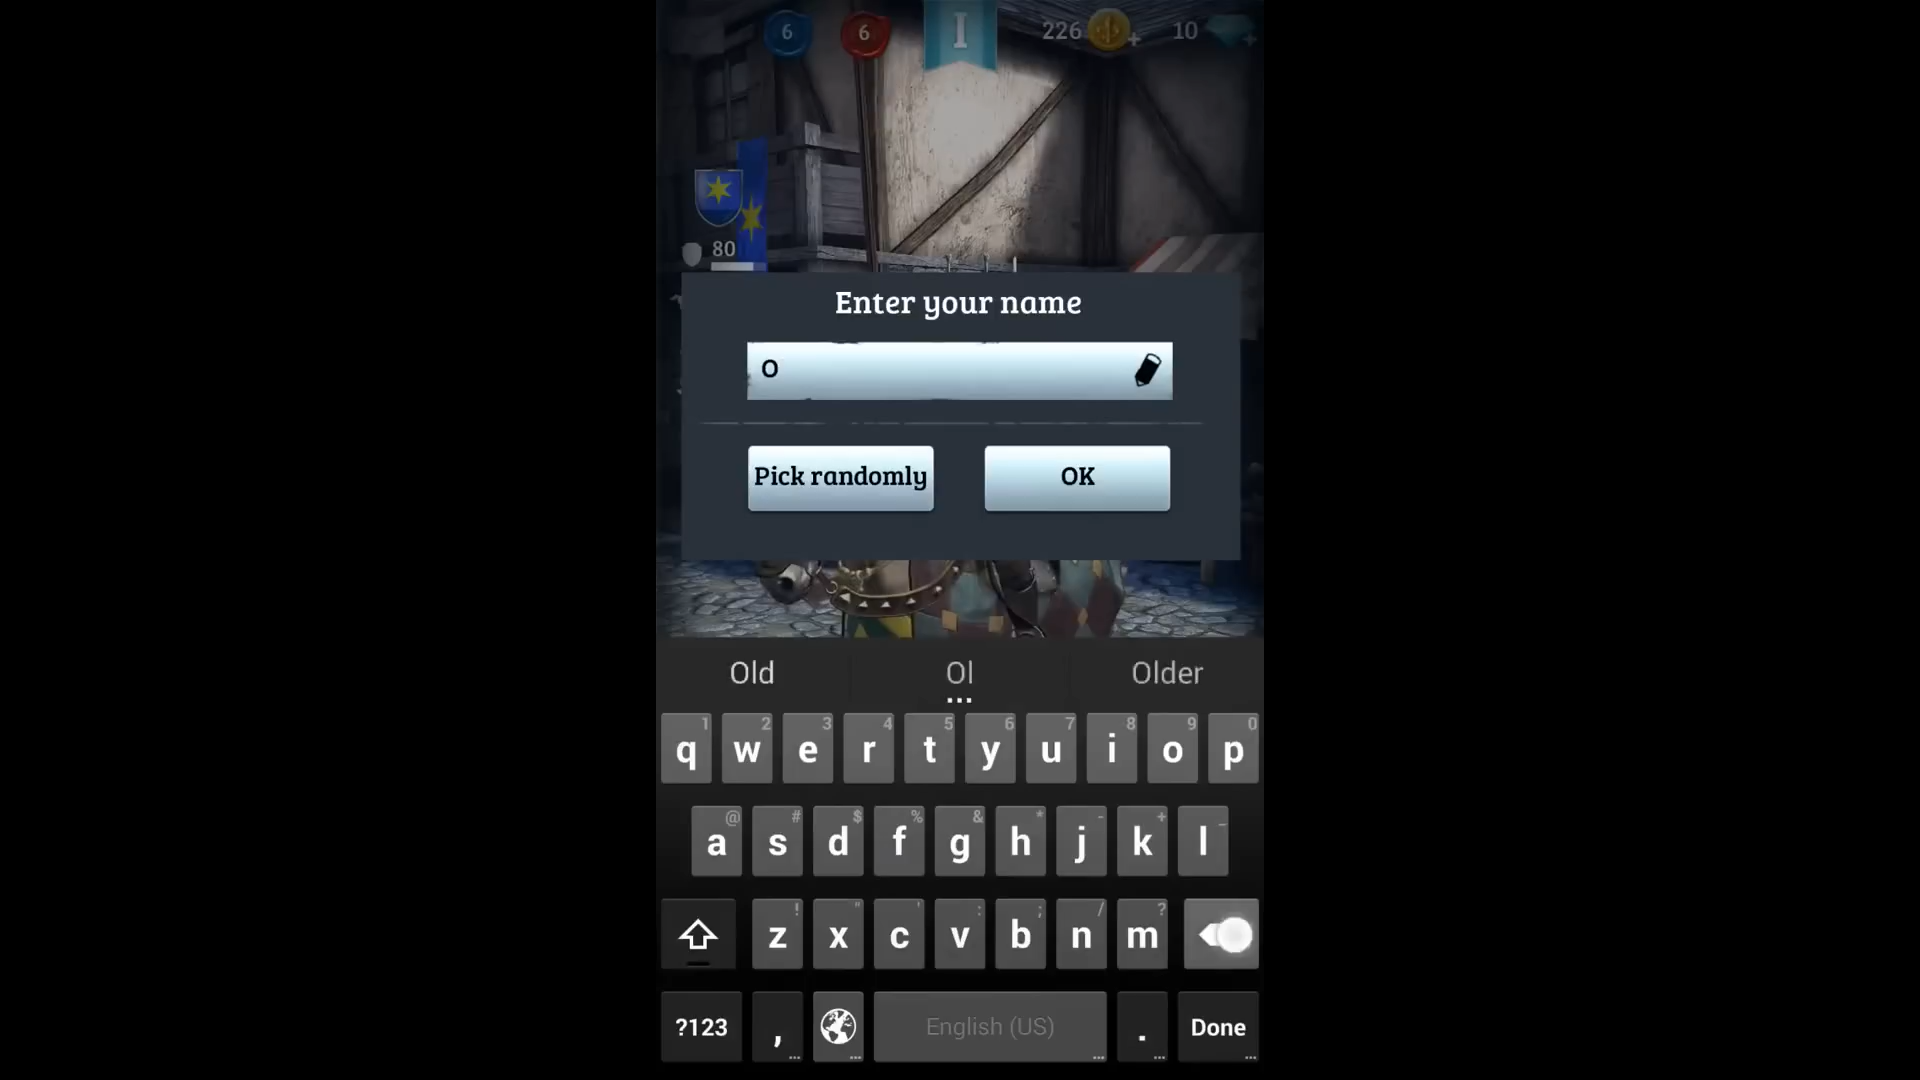 6 6 I 226 10
80
Enter your name
O
Pick randomly OK
Old Ol Older
1 2 3 4 5 6 7 8 9 0
q w e r t y u i o p
@ # $ % & * - + _
a s d f g h j k l
! " ' : ; / ?
z x c v b n m
?123 , English (US) . Done